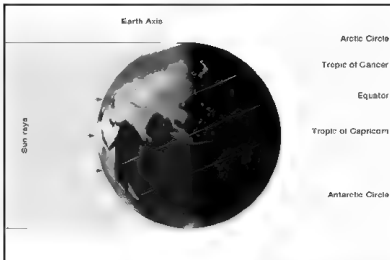 Earth Axis
Arctic Circle
Tropic of Cancer
Equator
Tropic of Capricorn
Antarctic Circle
Sun rays